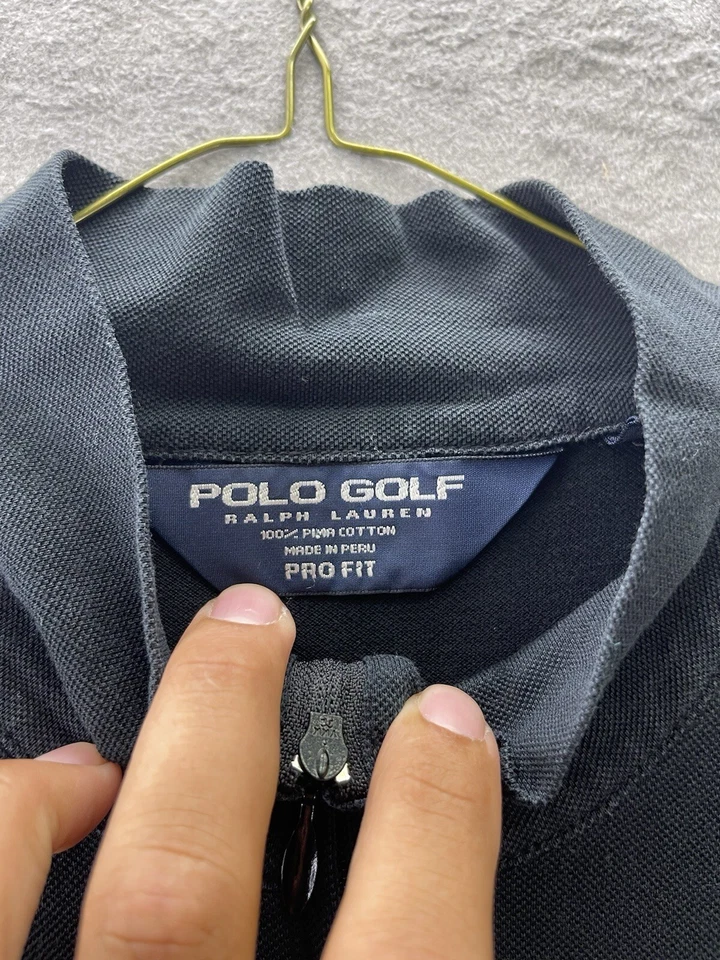 POLO GOLF
RALPH LAUREN
100% PIMA COTTON
MADE IN PERU
PRO FIT